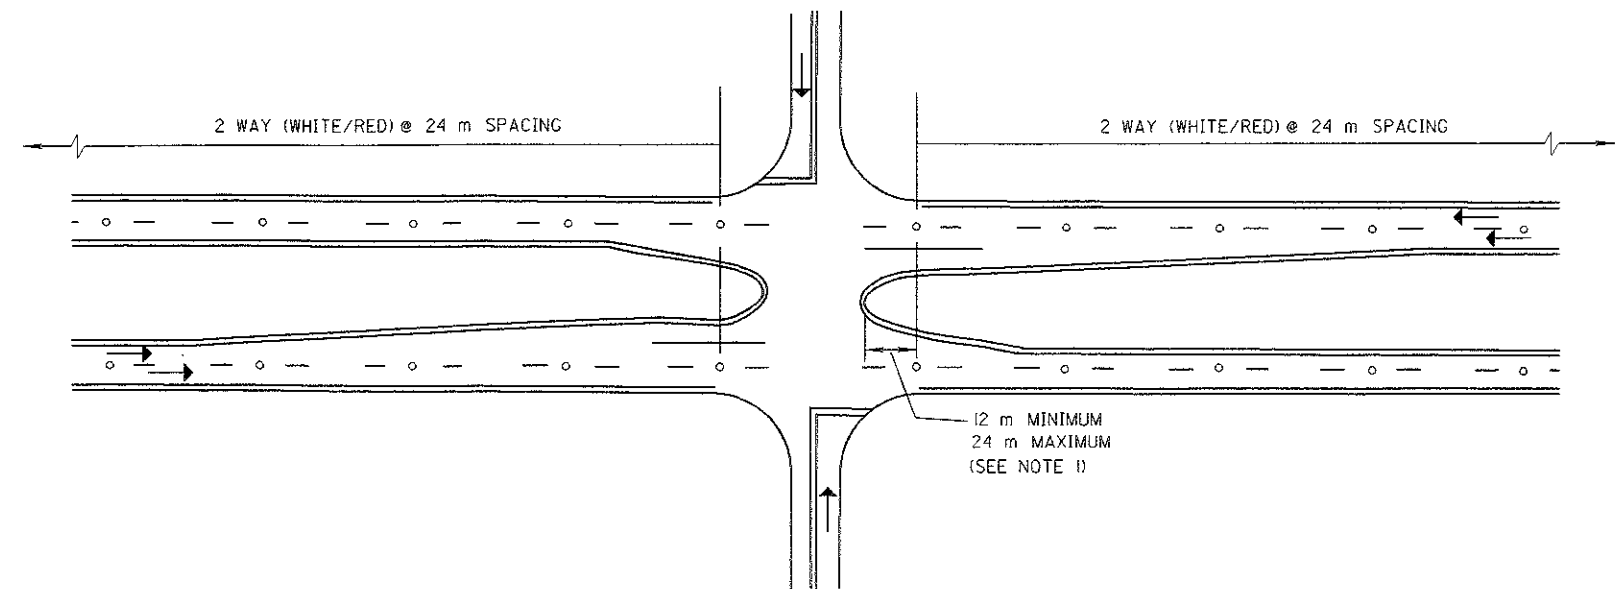 2 WAY (WHITE/RED) @ 24 m SPACING
2 WAY (WHITE/RED) @ 24 m SPACING
12 m MINIMUM
24 m MAXIMUM
(SEE NOTE 1)